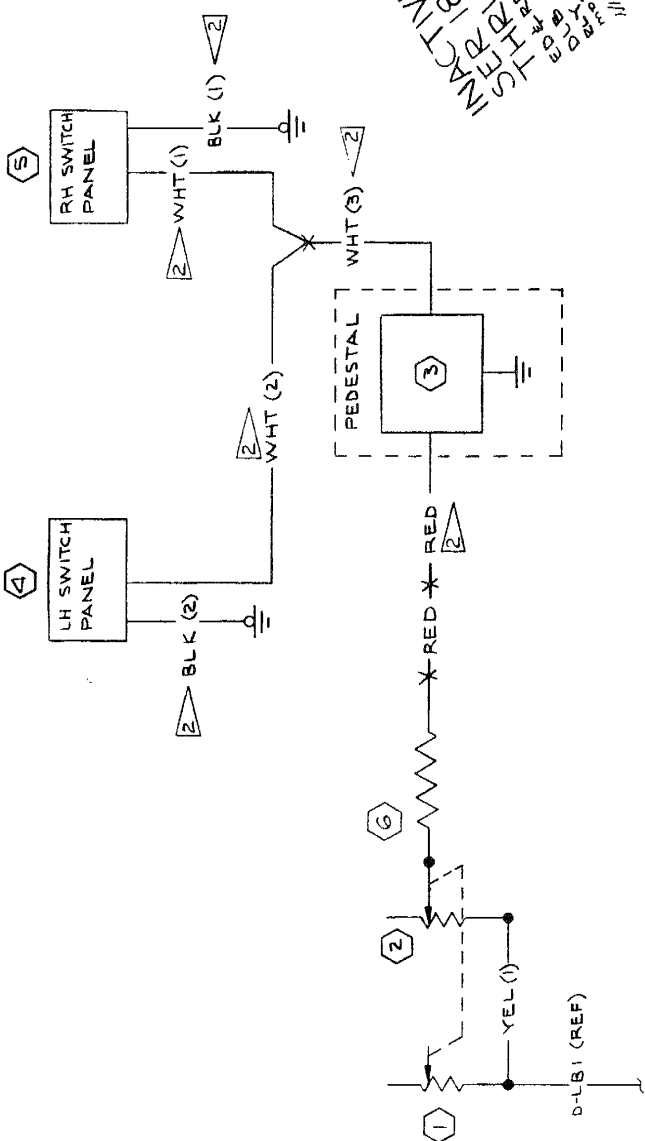 5
RH SWITCH
PANEL
2
BLK (1)
WHT (1)
2
4
LH SWITCH
PANEL
2
WHT (2)
BLK (2)
2
WHT (3)
2
PEDESTAL
3
RED
RED
2
6
2
1
YEL (1)
D-LB1 (REF)